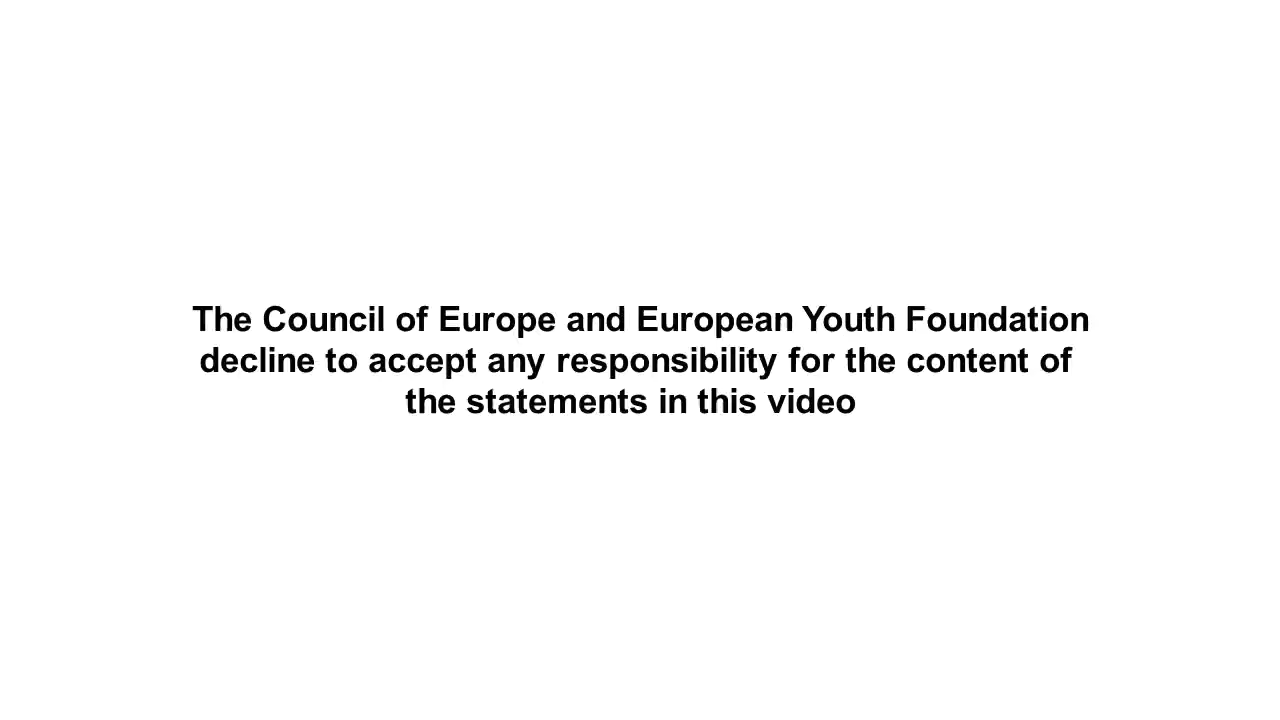 The Council of Europe and European Youth Foundation
decline to accept any responsibility for the content of
the statements in this video